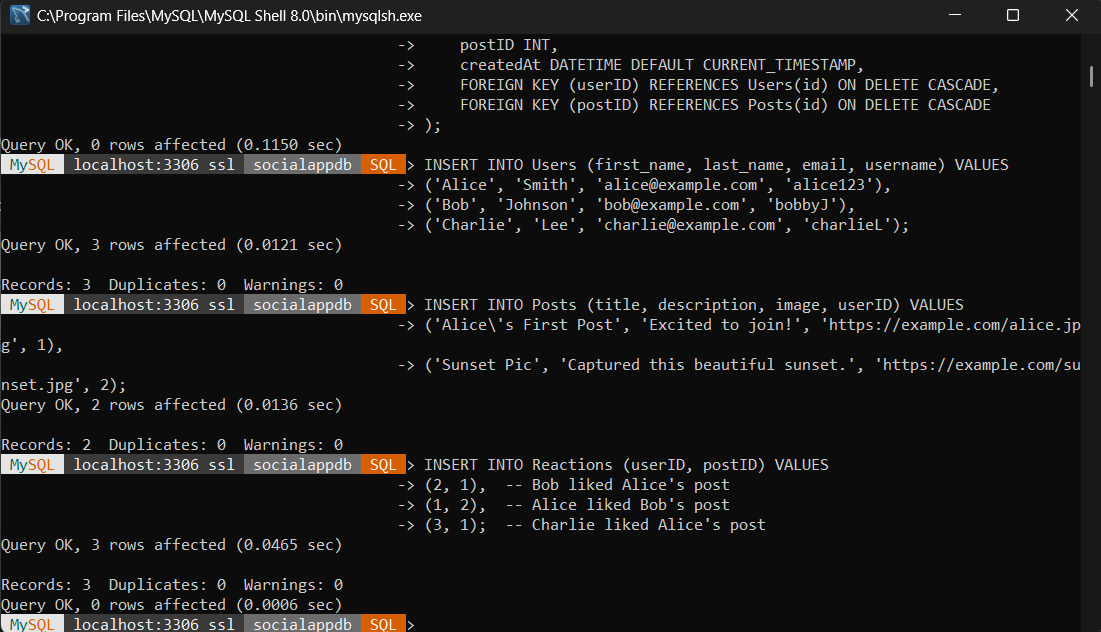 C:\Program Files\MySQL\MySQL Shell 8.0\bin\mysqlsh.exe
-> postID INT,
-> createdAt DATETIME DEFAULT CURRENT_TIMESTAMP,
-> FOREIGN KEY (userID) REFERENCES Users(id) ON DELETE CASCADE,
-> FOREIGN KEY (postID) REFERENCES Posts(id) ON DELETE CASCADE
-> );
Query OK, 0 rows affected (0.1150 sec)
MySQL localhost:3306 ssl socialappdb SQL > INSERT INTO Users (first_name, last_name, email, username) VALUES
-> ('Alice', 'Smith', 'alice@example.com', 'alice123'),
-> ('Bob', 'Johnson', 'bob@example.com', 'bobbyJ'),
-> ('Charlie', 'Lee', 'charlie@example.com', 'charlieL');
Query OK, 3 rows affected (0.0121 sec)
Records: 3 Duplicates: 0 Warnings: 0
MySQL localhost:3306 ssl socialappdb SQL > INSERT INTO Posts (title, description, image, userID) VALUES
-> ('Alice\'s First Post', 'Excited to join!', 'https://example.com/alice.jp
g', 1),
-> ('Sunset Pic', 'Captured this beautiful sunset.', 'https://example.com/su
nset.jpg', 2);
Query OK, 2 rows affected (0.0136 sec)
Records: 2 Duplicates: 0 Warnings: 0
MySQL localhost:3306 ssl socialappdb SQL > INSERT INTO Reactions (userID, postID) VALUES
-> (2, 1), -- Bob liked Alice's post
-> (1, 2), -- Alice liked Bob's post
-> (3, 1); -- Charlie liked Alice's post
Query OK, 3 rows affected (0.0465 sec)
Records: 3 Duplicates: 0 Warnings: 0
Query OK, 0 rows affected (0.0006 sec)
MySQL localhost:3306 ssl socialappdb SQL >